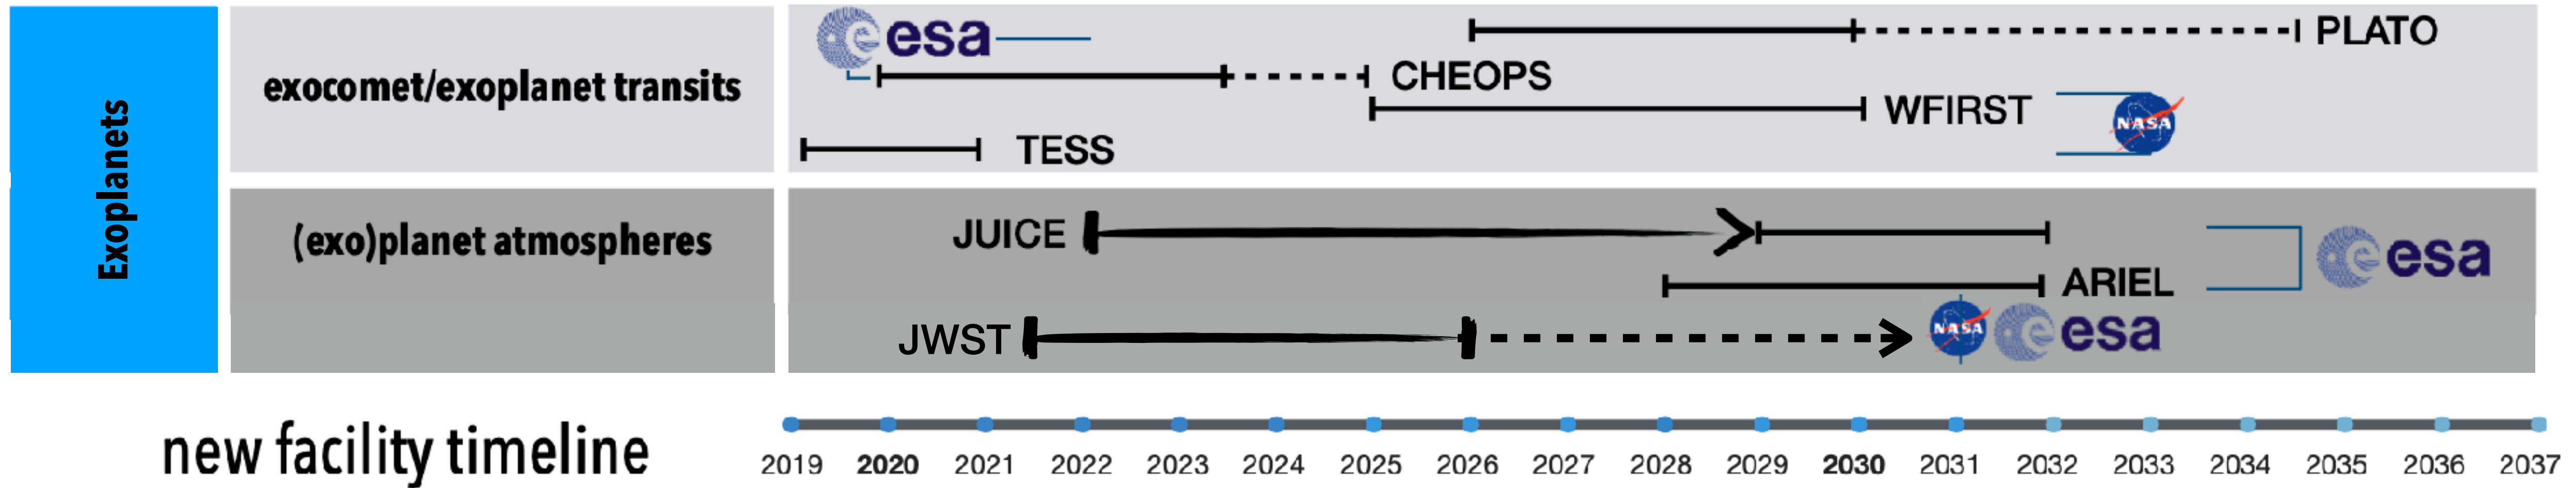 Exoplanets
exocomet/exoplanet transits
esa
PLATO
CHEOPS
WFIRST
NASA
TESS
(exo)planet atmospheres
JUICE
esa
ARIEL
JWST
NASA esa
new facility timeline
2019 2020 2021 2022 2023 2024 2025 2026 2027 2028 2029 2030 2031 2032 2033 2034 2035 2036 2037